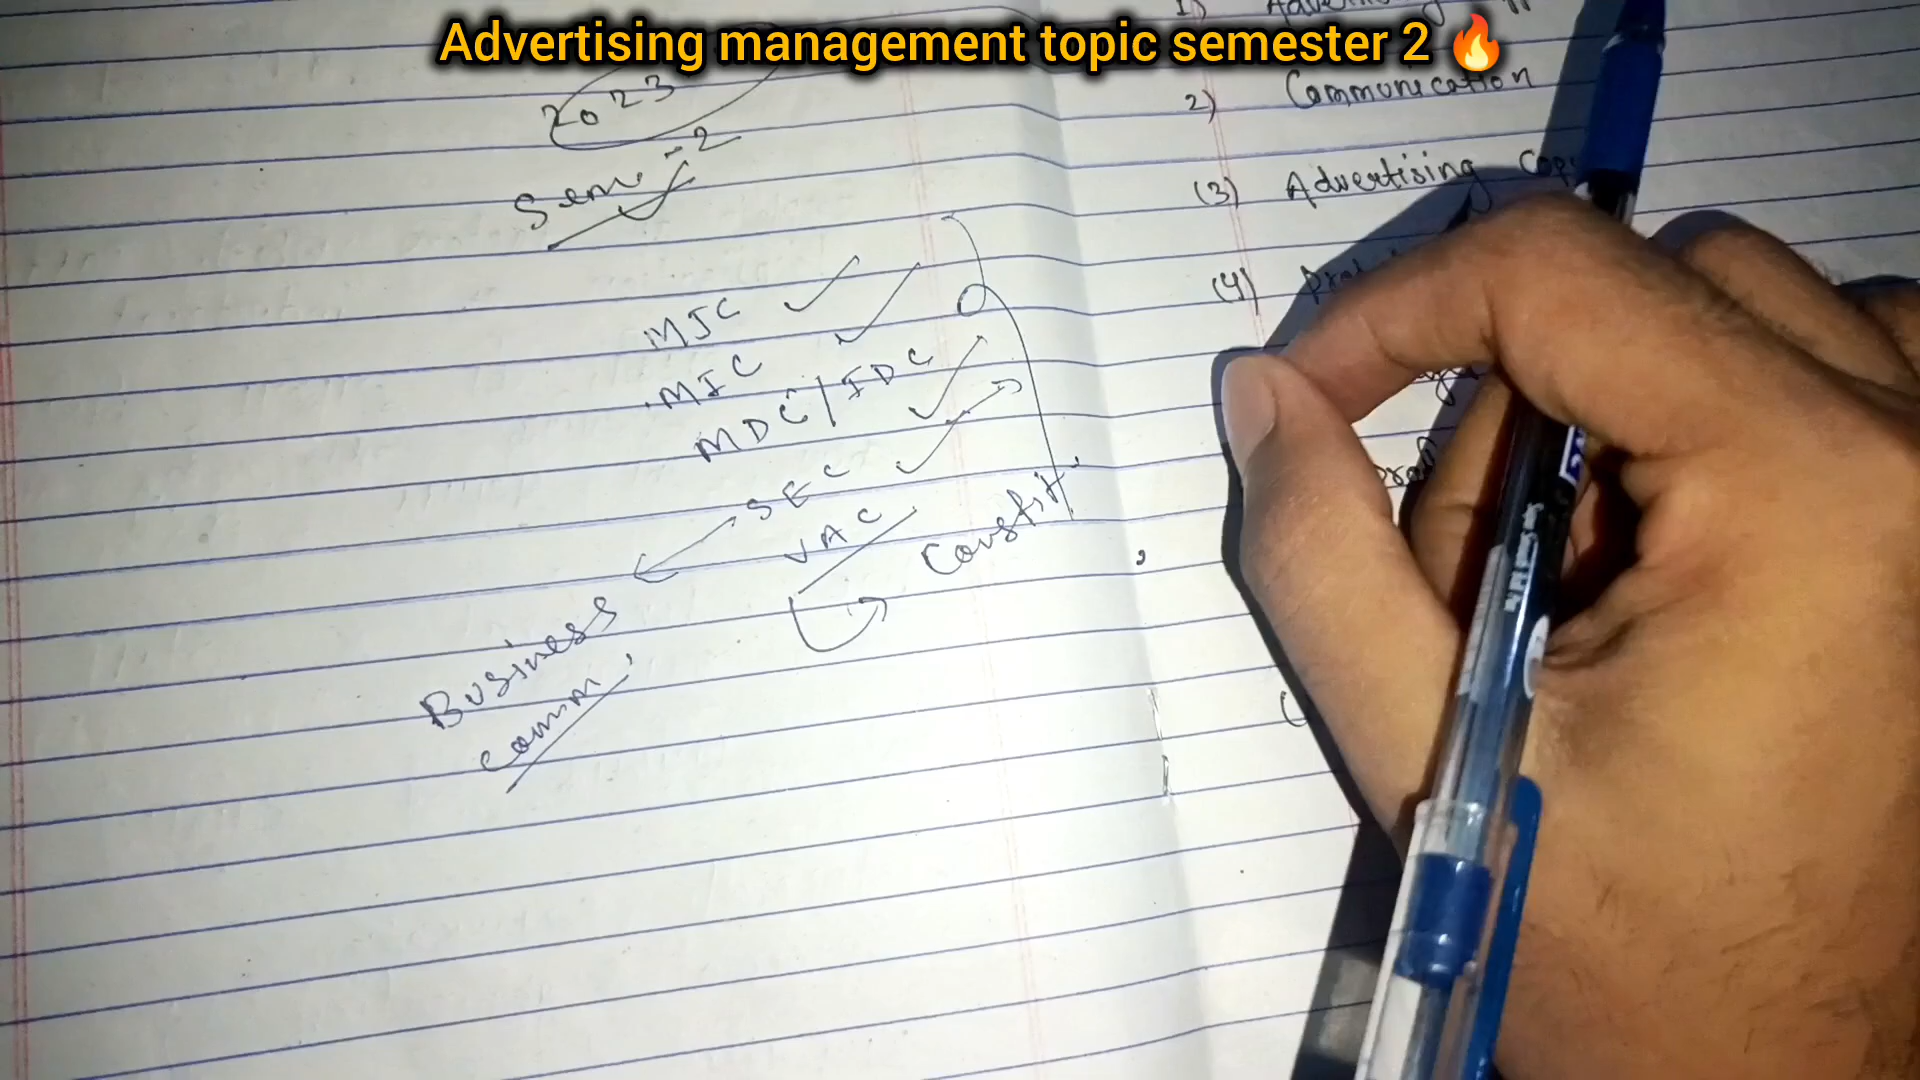 Advertising management topic semester 2 🔥
2023
Sem-2
MJC
MIC
MDC/IDC
SEC
VAC
Constit'
Business
comm'
1)
2) Communication
(3) Advertising
(4)